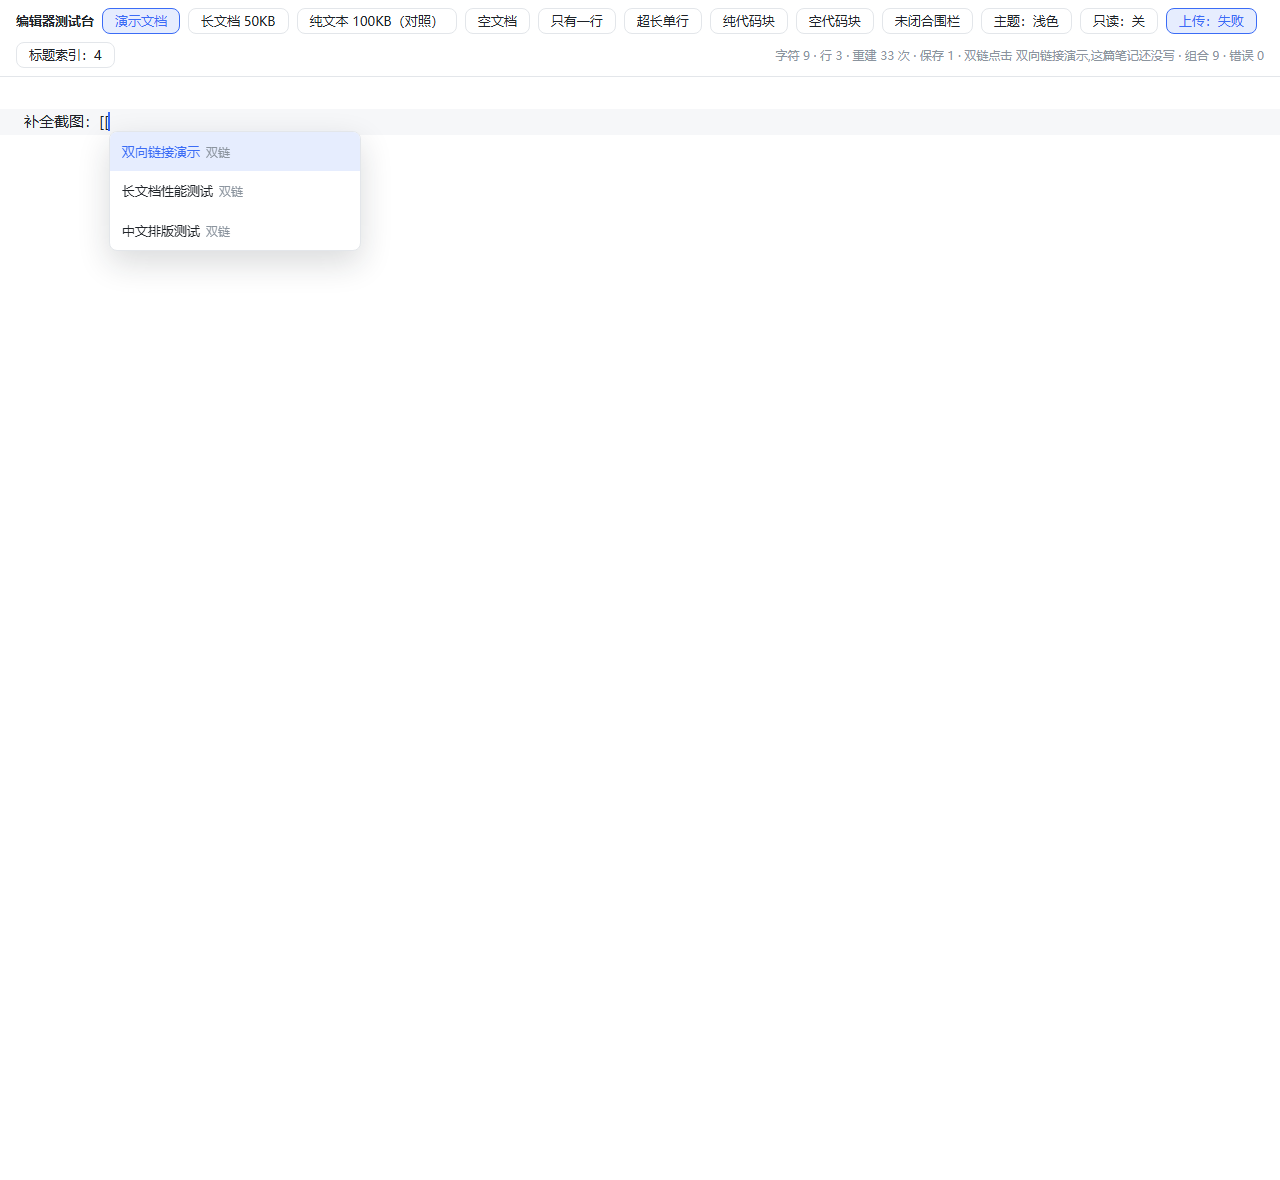 编辑器测试台 演示文档 长文档 50KB 纯文本 100KB（对照） 空文档 只有一行 超长单行 纯代码块 空代码块 未闭合围栏 主题：浅色 只读：关 上传：失败
标题索引：4 字符 9 · 行 3 · 重建 33 次 · 保存 1 · 双链点击 双向链接演示,这篇笔记还没写 · 组合 9 · 错误 0
补全截图：[[
双向链接演示 双链
长文档性能测试 双链
中文排版测试 双链